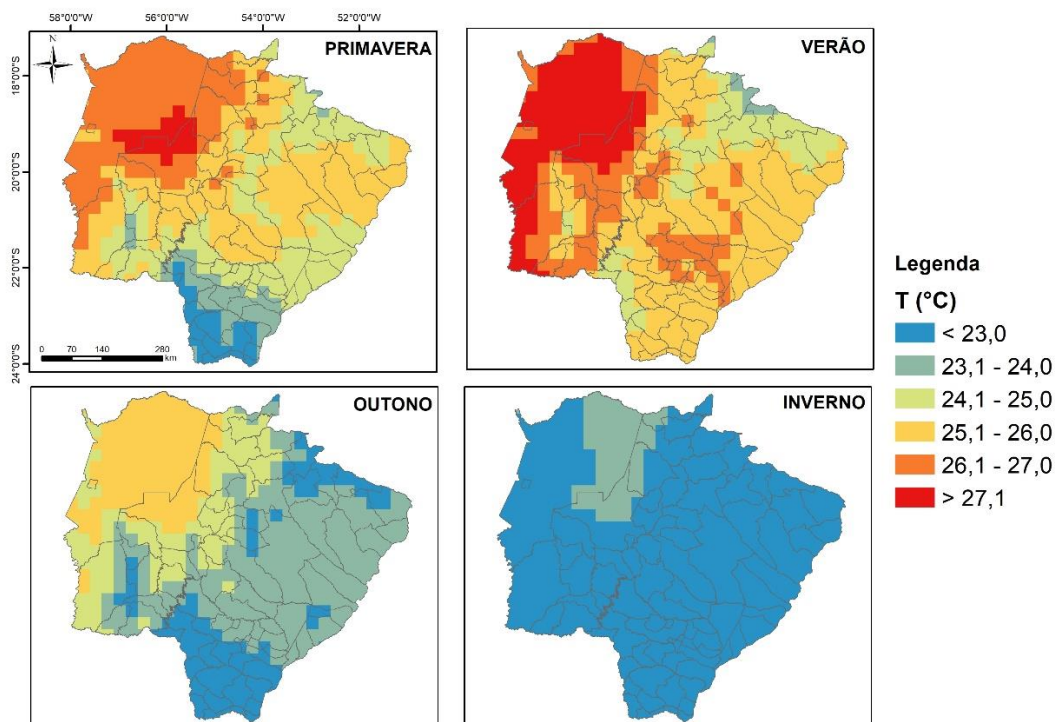 58°0'0"W 56°0'0"W 54°0'0"W 52°0'0"W
N
PRIMAVERA
18°0'0"S
20°0'0"S
22°0'0"S
24°0'0"S
0 70 140 280
km
VERÃO
OUTONO
INVERNO
Legenda
T (°C)
< 23,0
23,1 - 24,0
24,1 - 25,0
25,1 - 26,0
26,1 - 27,0
> 27,1